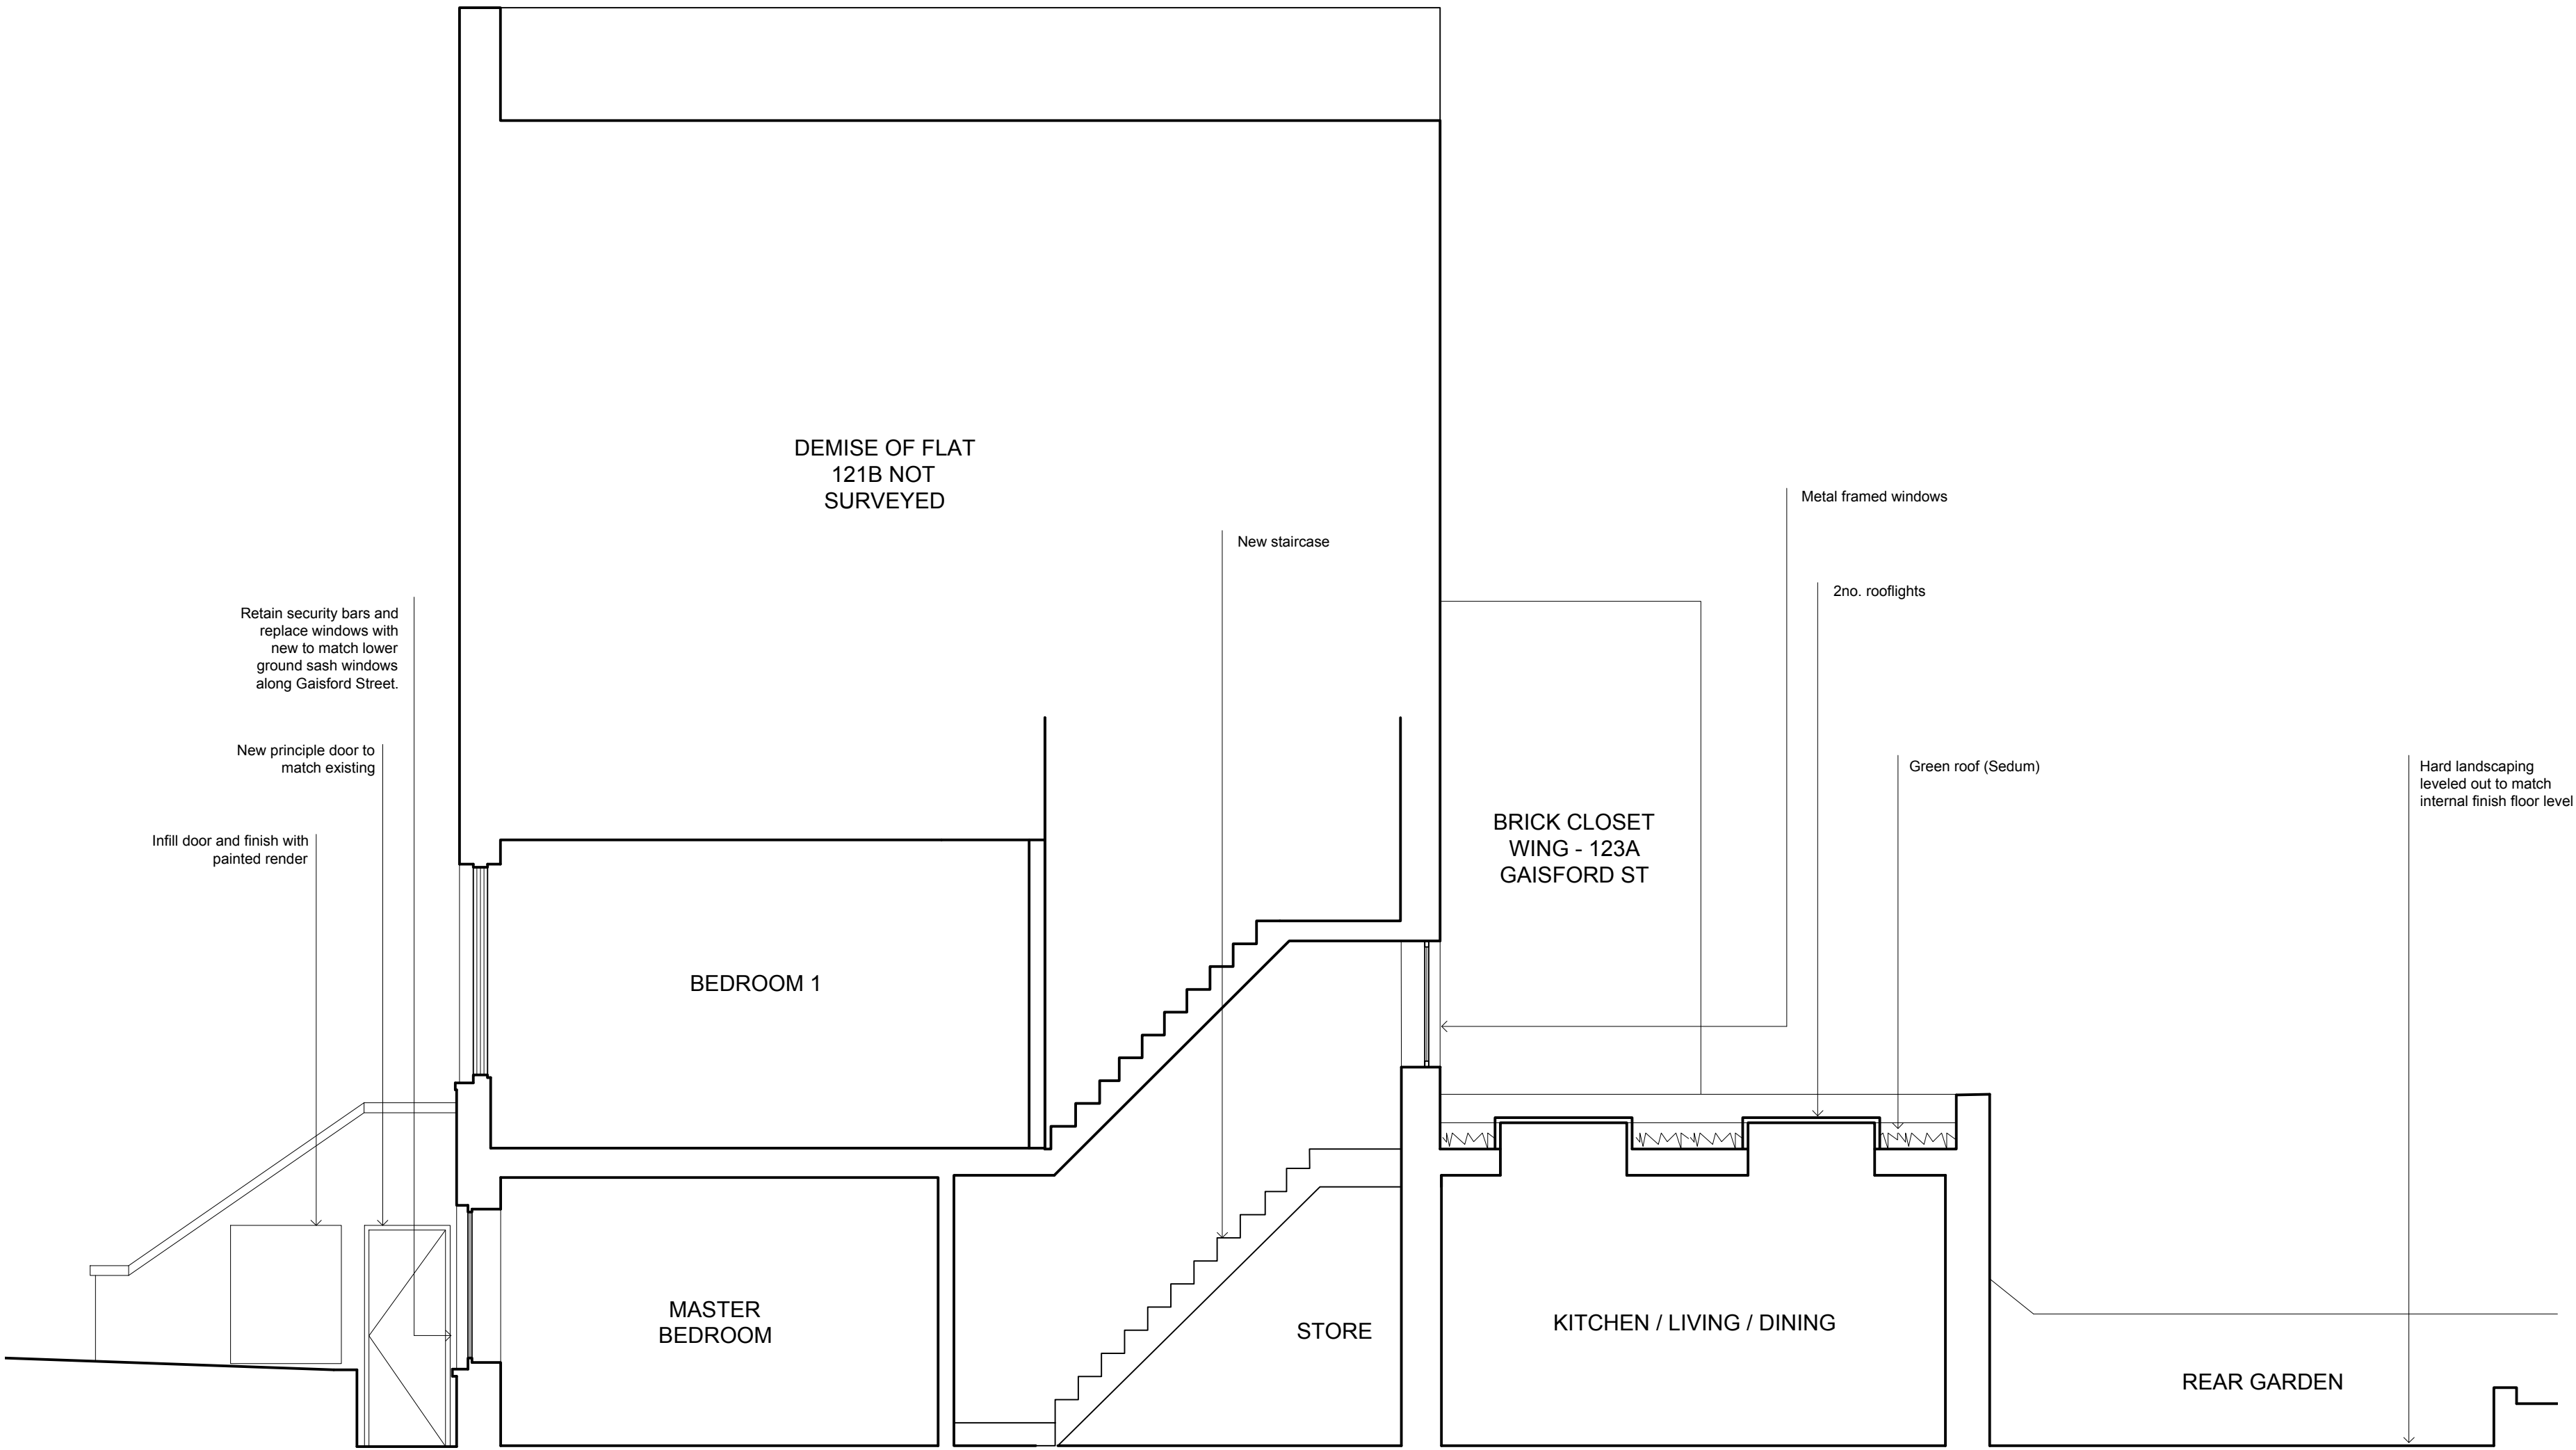 DEMISE OF FLAT
121B NOT
SURVEYED
Metal framed windows
New staircase
2no. rooflights
Retain security bars and
replace windows with
new to match lower
ground sash windows
along Gaisford Street.
New principle door to
match existing
Green roof (Sedum)
Hard landscaping
leveled out to match
internal finish floor level
Infill door and finish with
painted render
BRICK CLOSET
WING - 123A
GAISFORD ST
BEDROOM 1
MASTER
BEDROOM
STORE
KITCHEN / LIVING / DINING
REAR GARDEN